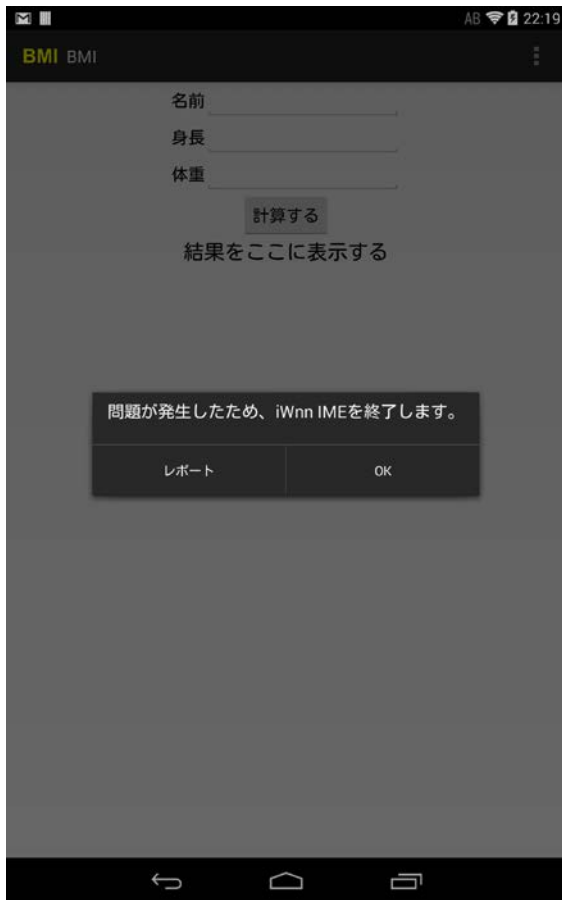 AB 22:19
BMI BMI
名前
身長
体重
計算する
結果をここに表示する
問題が発生したため、iWnn IMEを終了します。
レポート OK